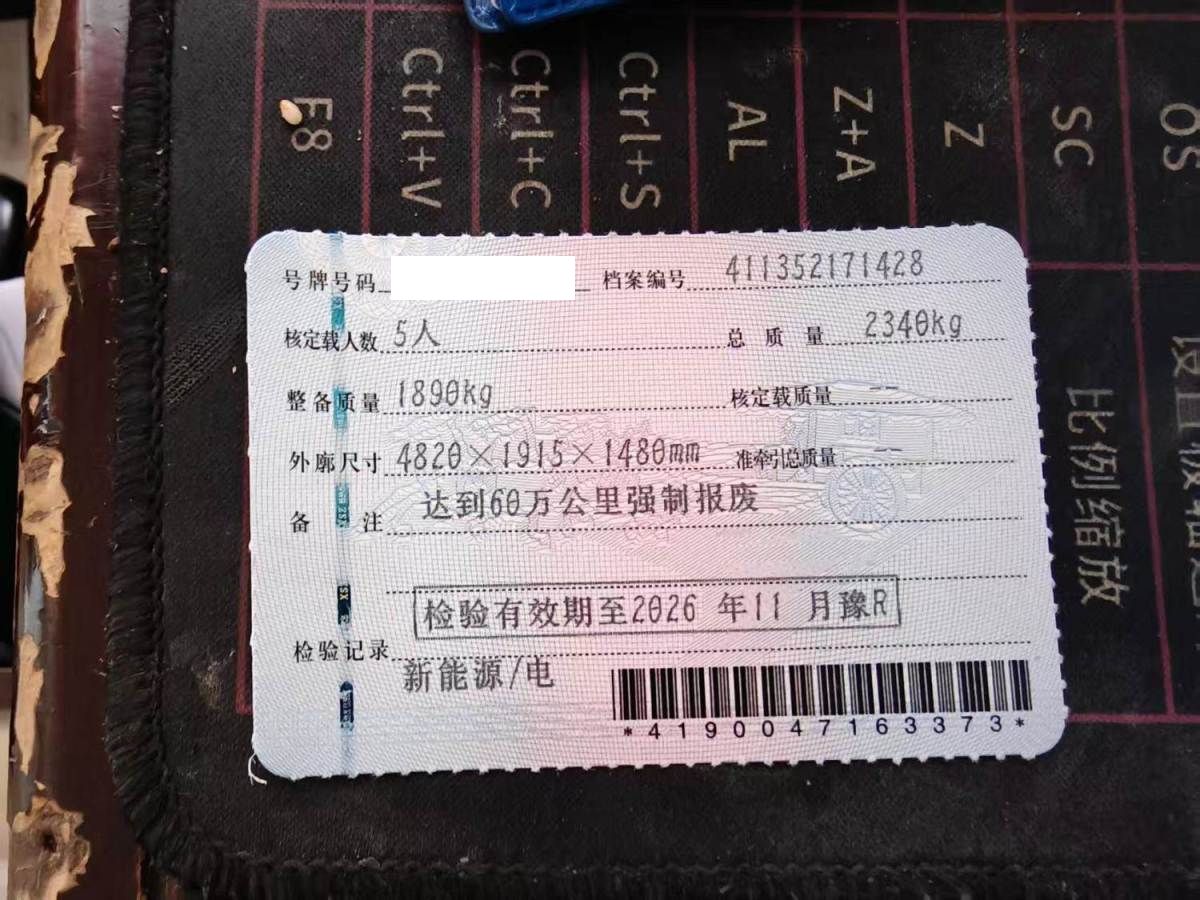 F8
Ctrl+V
Ctrl+C
Ctrl+S
AL
Z+A
Z
SC
OS
比例缩放
号牌号码 档案编号 411352171428
核定载人数 5人 总质量 2340kg
整备质量 1890kg 核定载质量 --
外廓尺寸 4820×1915×1480mm 准牵引总质量 --
备注 达到60万公里强制报废
检验有效期至2026 年11 月豫R
检验记录
新能源/电
*4190047163373*